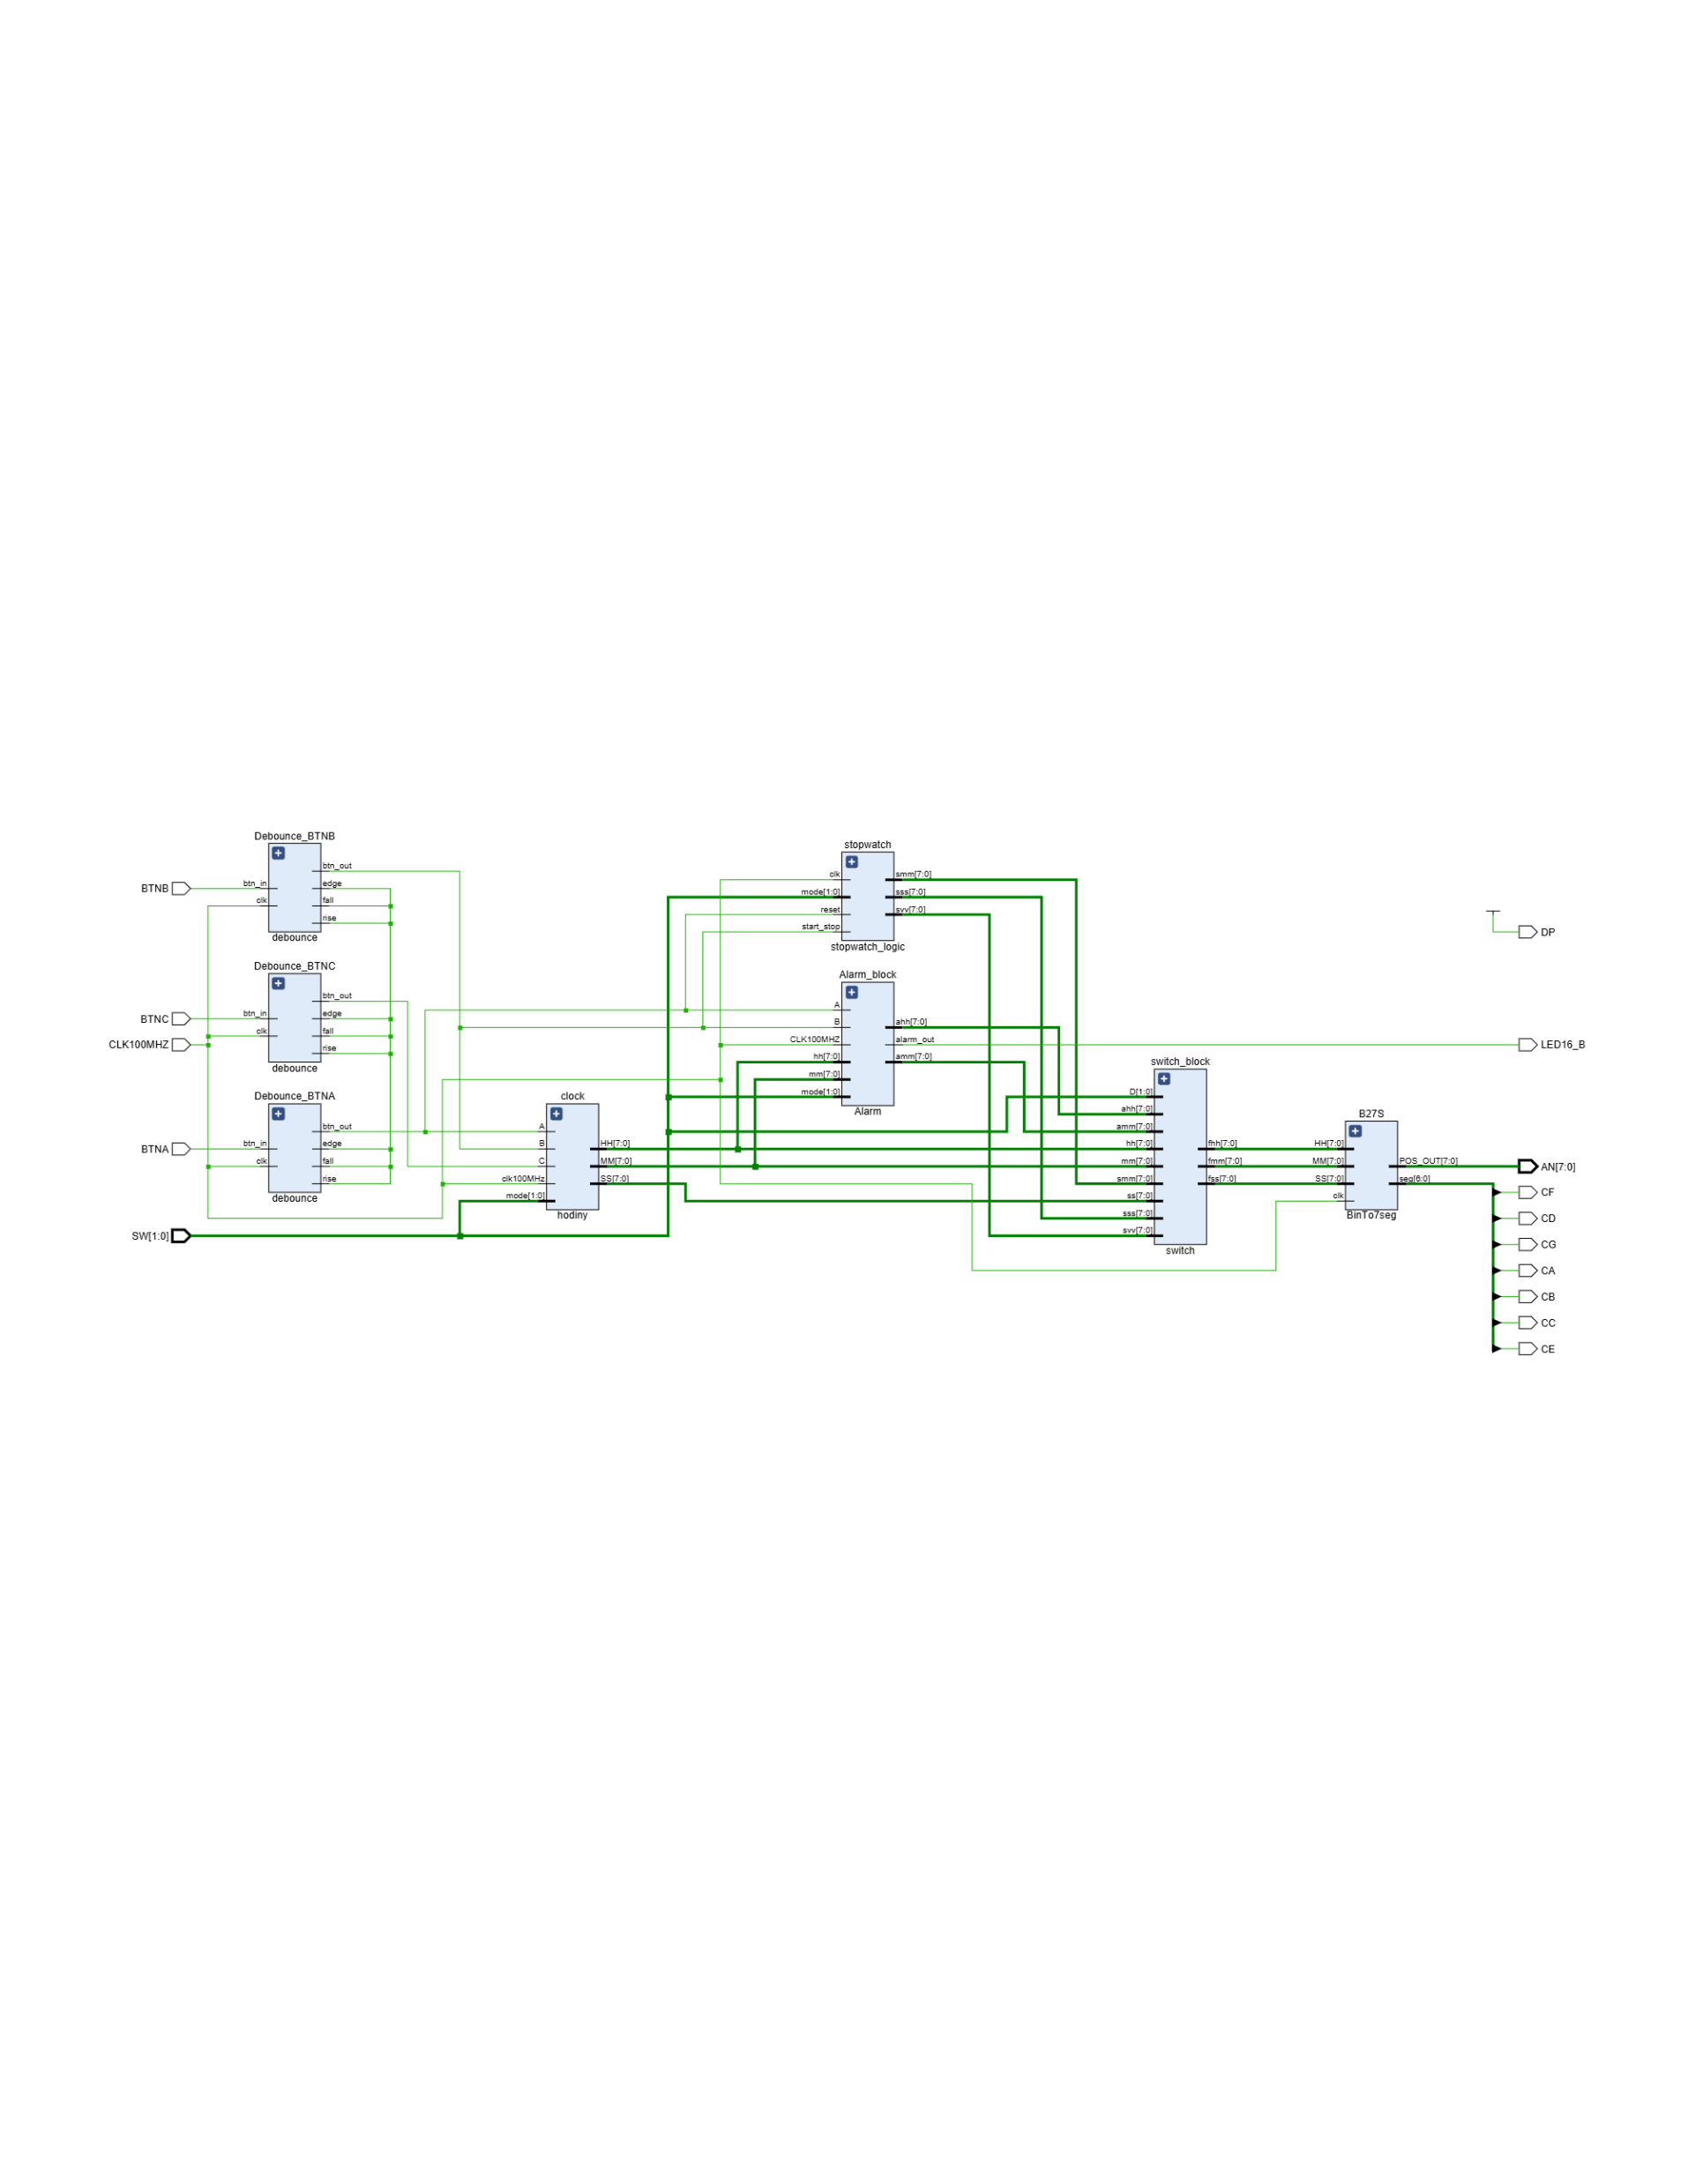 Debounce_BTNB
btn_in
clk
btn_out
edge
fall
rise
debounce
BTNB
Debounce_BTNC
btn_in
clk
btn_out
edge
fall
rise
debounce
BTNC
CLK100MHZ
Debounce_BTNA
btn_in
clk
btn_out
edge
fall
rise
debounce
BTNA
SW[1:0]
clock
A
B
C
clk100MHz
mode[1:0]
HH[7:0]
MM[7:0]
SS[7:0]
hodiny
stopwatch
clk
mode[1:0]
reset
start_stop
smm[7:0]
sss[7:0]
svv[7:0]
stopwatch_logic
Alarm_block
A
B
CLK100MHZ
hh[7:0]
mm[7:0]
mode[1:0]
ahh[7:0]
alarm_out
amm[7:0]
Alarm
switch_block
D[1:0]
ahh[7:0]
amm[7:0]
hh[7:0]
mm[7:0]
smm[7:0]
ss[7:0]
sss[7:0]
svv[7:0]
fhh[7:0]
fmm[7:0]
fss[7:0]
switch
B27S
HH[7:0]
MM[7:0]
SS[7:0]
clk
POS_OUT[7:0]
seg[6:0]
BinTo7seg
DP
LED16_B
AN[7:0]
CF
CD
CG
CA
CB
CC
CE